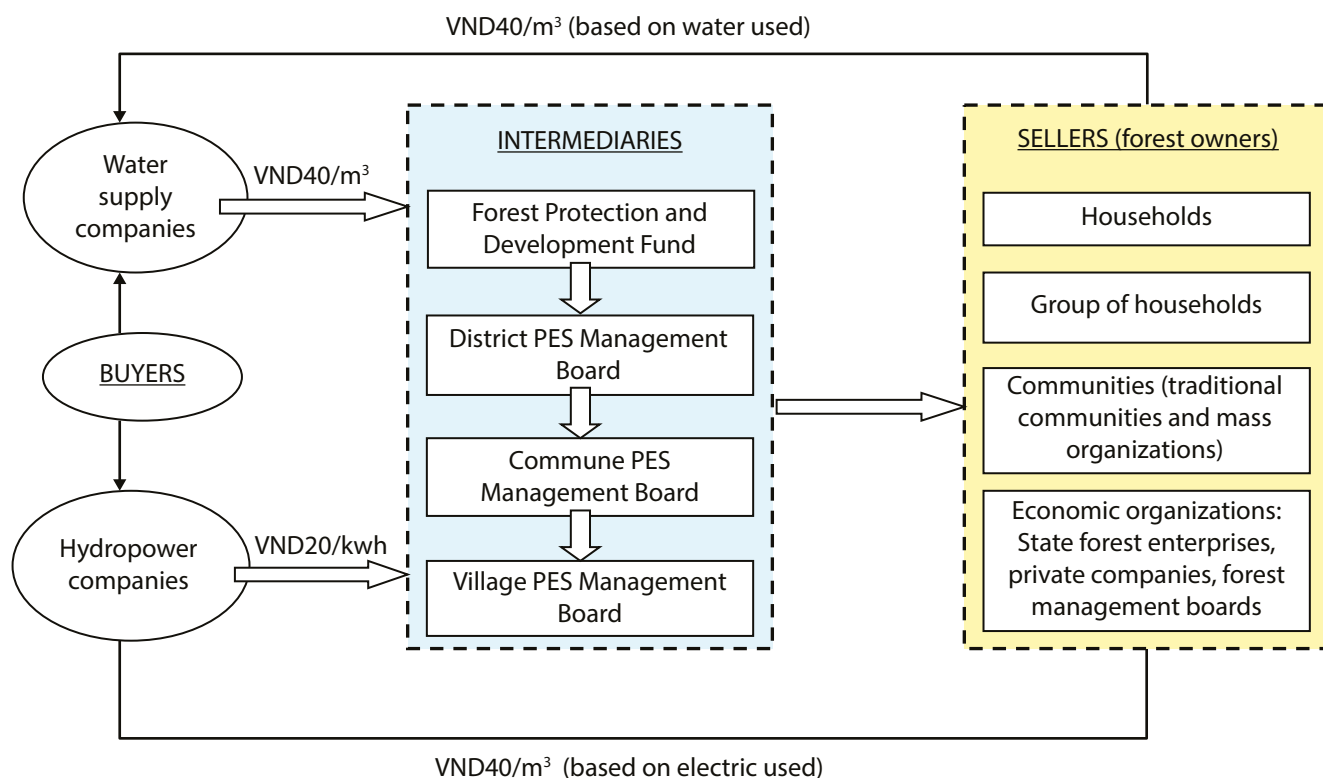 VND40/m³ (based on water used)
Water
supply
companies
VND40/m³
BUYERS
Hydropower
companies
VND20/kwh
INTERMEDIARIES
Forest Protection and
Development Fund
District PES Management
Board
Commune PES
Management Board
Village PES Management
Board
SELLERS (forest owners)
Households
Group of households
Communities (traditional
communities and mass
organizations)
Economic organizations:
State forest enterprises,
private companies, forest
management boards
VND40/m³ (based on electric used)